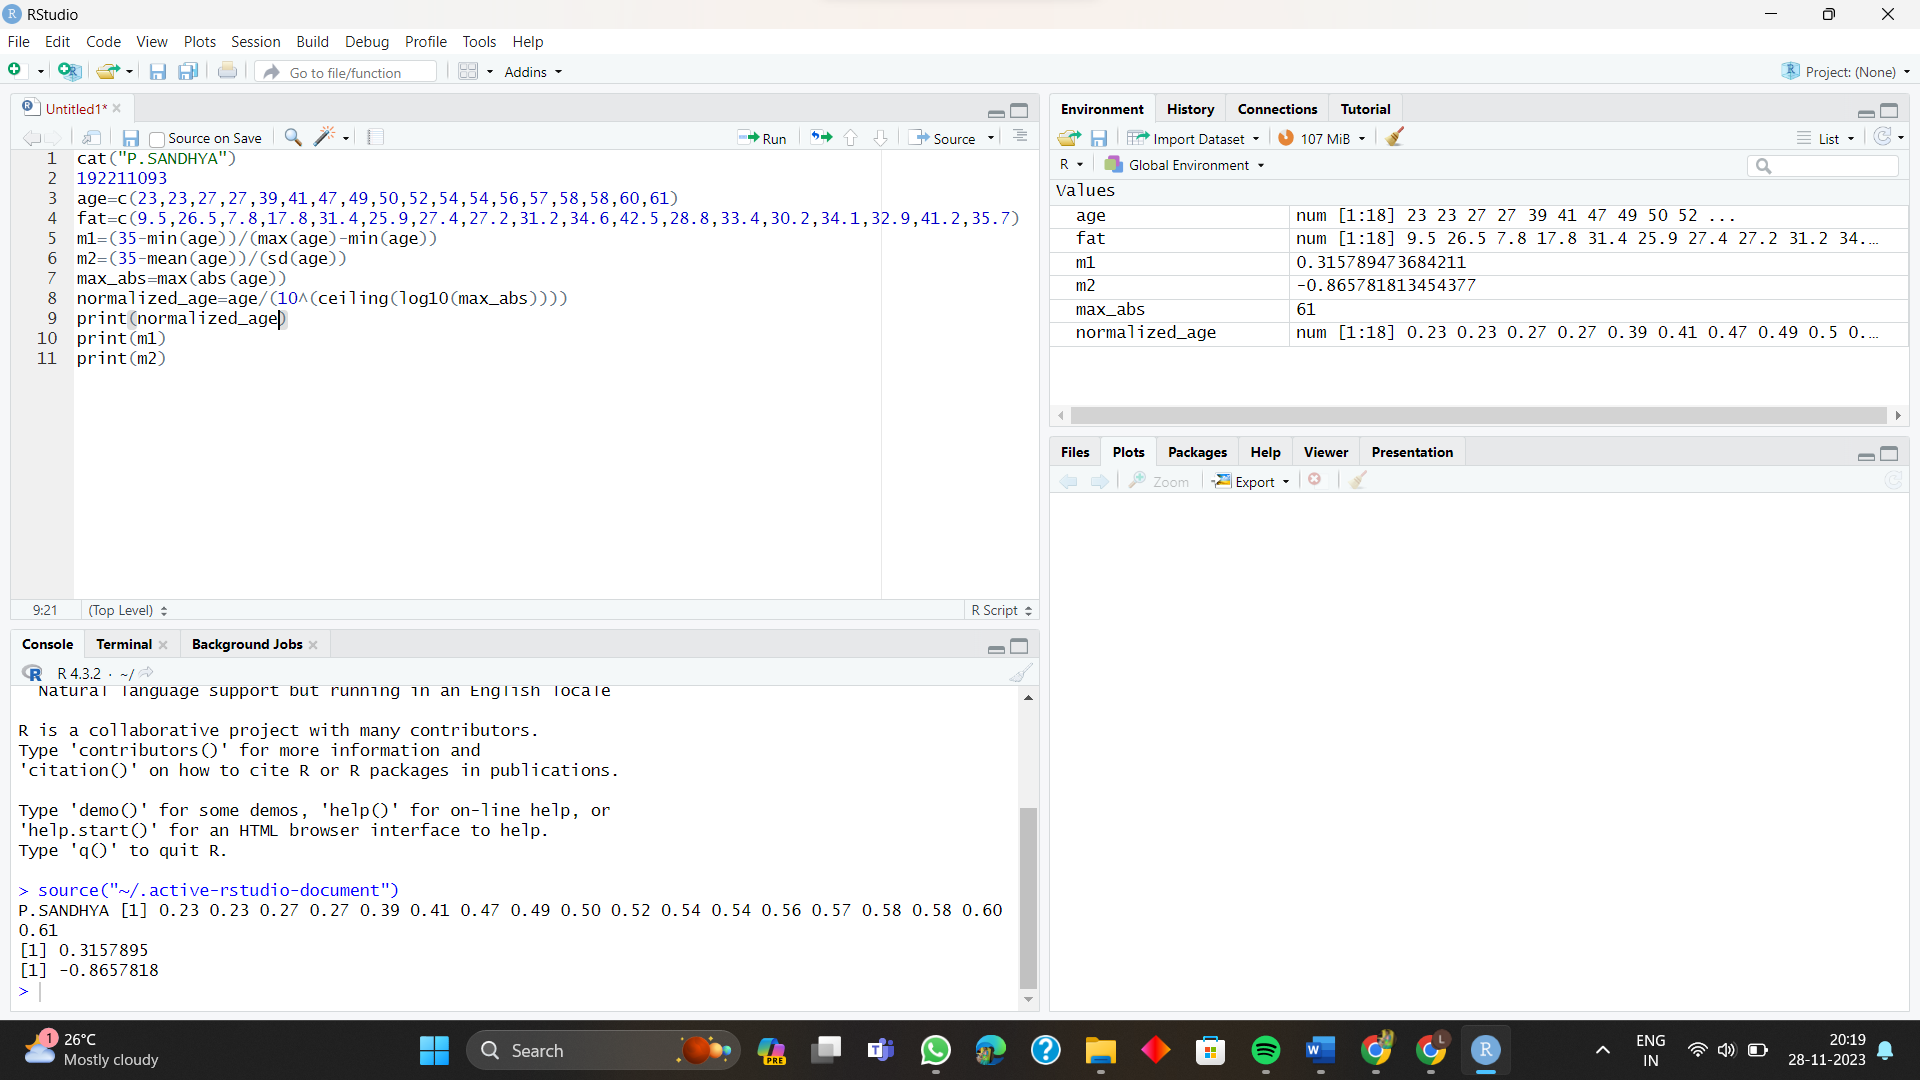 RStudio
File Edit Code View Plots Session Build Debug Profile Tools Help
Go to file/function Addins Project: (None)
Untitled1*
Source on Save Run Source
1 cat("P.SANDHYA")
2 192211093
3 age=c(23,23,27,27,39,41,47,49,50,52,54,54,56,57,58,58,60,61)
4 fat=c(9.5,26.5,7.8,17.8,31.4,25.9,27.4,27.2,31.2,34.6,42.5,28.8,33.4,30.2,34.1,32.9,41.2,35.7)
5 m1=(35-min(age))/(max(age)-min(age))
6 m2=(35-mean(age))/(sd(age))
7 max_abs=max(abs(age))
8 normalized_age=age/(10^(ceiling(log10(max_abs))))
9 print(normalized_age)
10 print(m1)
11 print(m2)
9:21 (Top Level) R Script
Console Terminal Background Jobs
R 4.3.2 · ~/
Natural language support but running in an English locale
R is a collaborative project with many contributors.
Type 'contributors()' for more information and
'citation()' on how to cite R or R packages in publications.
Type 'demo()' for some demos, 'help()' for on-line help, or
'help.start()' for an HTML browser interface to help.
Type 'q()' to quit R.
> source("~/.active-rstudio-document")
P.SANDHYA [1] 0.23 0.23 0.27 0.27 0.39 0.41 0.47 0.49 0.50 0.52 0.54 0.54 0.56 0.57 0.58 0.58 0.60
0.61
[1] 0.3157895
[1] -0.8657818
>
Environment History Connections Tutorial
Import Dataset 107 MiB List
R Global Environment
Values
age num [1:18] 23 23 27 27 39 41 47 49 50 52 ...
fat num [1:18] 9.5 26.5 7.8 17.8 31.4 25.9 27.4 27.2 31.2 34.…
m1 0.315789473684211
m2 -0.865781813454377
max_abs 61
normalized_age num [1:18] 0.23 0.23 0.27 0.27 0.39 0.41 0.47 0.49 0.5 0.…
Files Plots Packages Help Viewer Presentation
Zoom Export
1 26°C
Mostly cloudy
Search
PRE
ENG
IN
20:19
28-11-2023